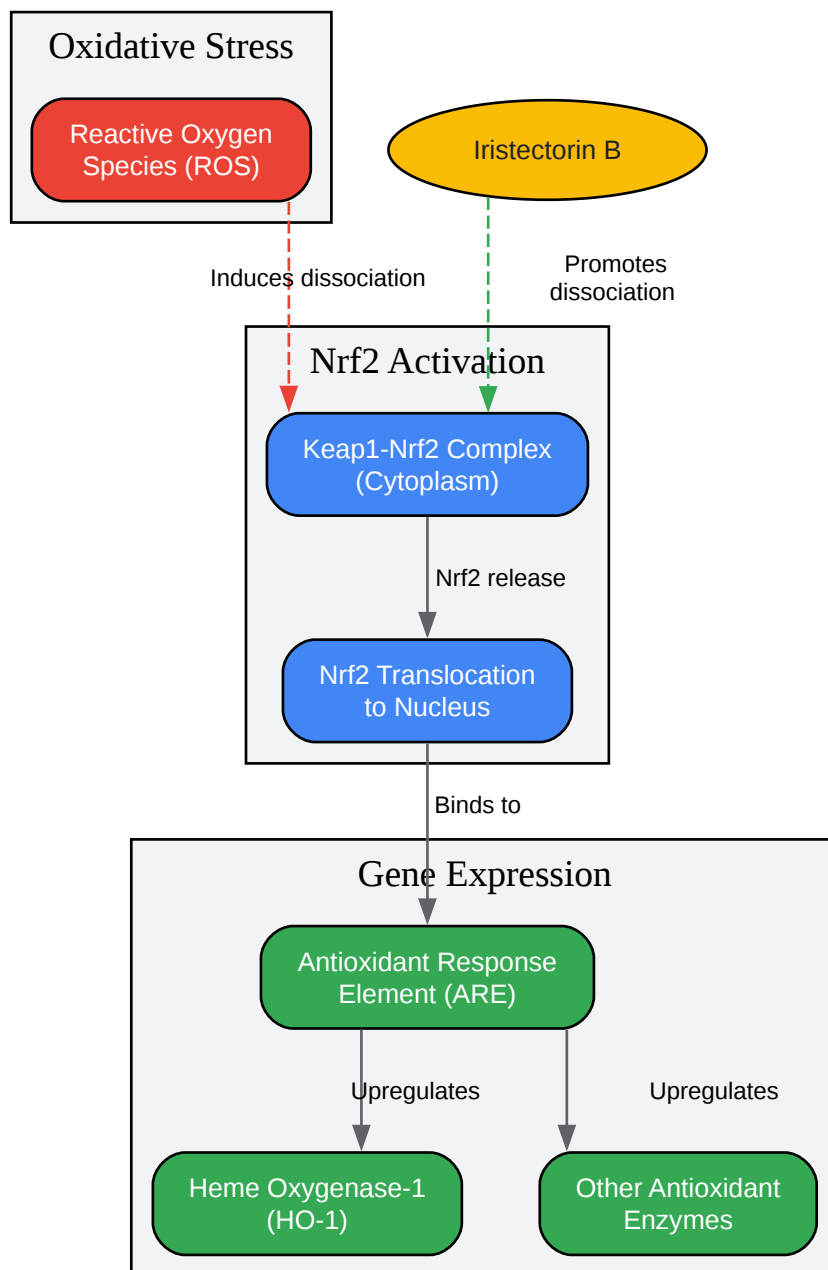 Oxidative Stress
Reactive Oxygen
Species (ROS)
Iristectorin B
Induces dissociation
Promotes
dissociation
Nrf2 Activation
Keap1-Nrf2 Complex
(Cytoplasm)
Nrf2 release
Nrf2 Translocation
to Nucleus
Binds to
Gene Expression
Antioxidant Response
Element (ARE)
Upregulates
Upregulates
Heme Oxygenase-1
(HO-1)
Other Antioxidant
Enzymes